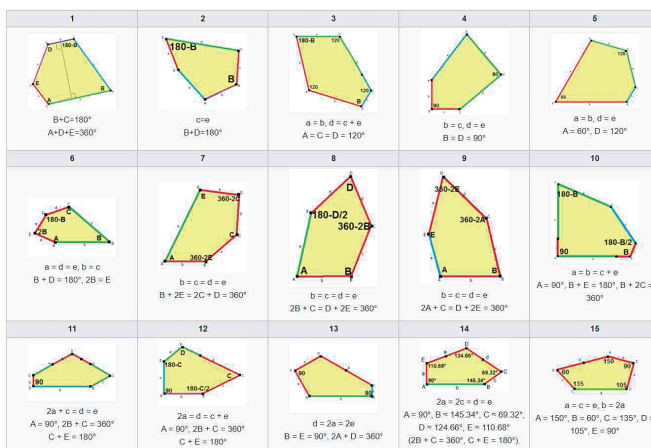 1 2 3 4 5
180-B
D
E
A
B
B+C=180°
A+D+E=360°
180-B
B
c=e
B+D=180°
180-B
120
120
120
a = b, d = c + e
A = C = D = 120°
90
90
b = c, d = e
B = D = 90°
120
60
a = b, d = e
A = 60°, D = 120°
6 7 8 9 10
C
180-B
2B
A
B
a = d = e, b = c
B + D = 180°, 2B = E
E
360-2C
C
A
360-2E
b = c = d = e
B + 2E = 2C + D = 360°
D
180-D/2
360-2B
A
B
b = c = d = e
2B + C = D + 2E = 360°
360-2E
360-2A
E
A
B
b = c = d = e
2A + C = D + 2E = 360°
180-B
180-B/2
90
B
a = b = c + e
A = 90°, B + E = 180°, B + 2C =
360°
11 12 13 14 15
90
2a + c = d = e
A = 90°, 2B + C = 360°
C + E = 180°
D
180-C
C
90
180-C/2
2a = d = c + e
A = 90°, 2B + C = 360°
C + E = 180°
90
90
d = 2a = 2e
B = E = 90°, 2A + D = 360°
D
124.66°
E
110.68°
69.32°
C
90°
145.34°
A
B
2a = 2c = d = e
A = 90°, B ≈ 145.34°, C ≈ 69.32°,
D ≈ 124.66°, E ≈ 110.68°
(2B + C = 360°, C + E = 180°).
150
60
90
135
105
a = c = e, b = 2a
A = 150°, B = 60°, C = 135°, D =
105°, E = 90°